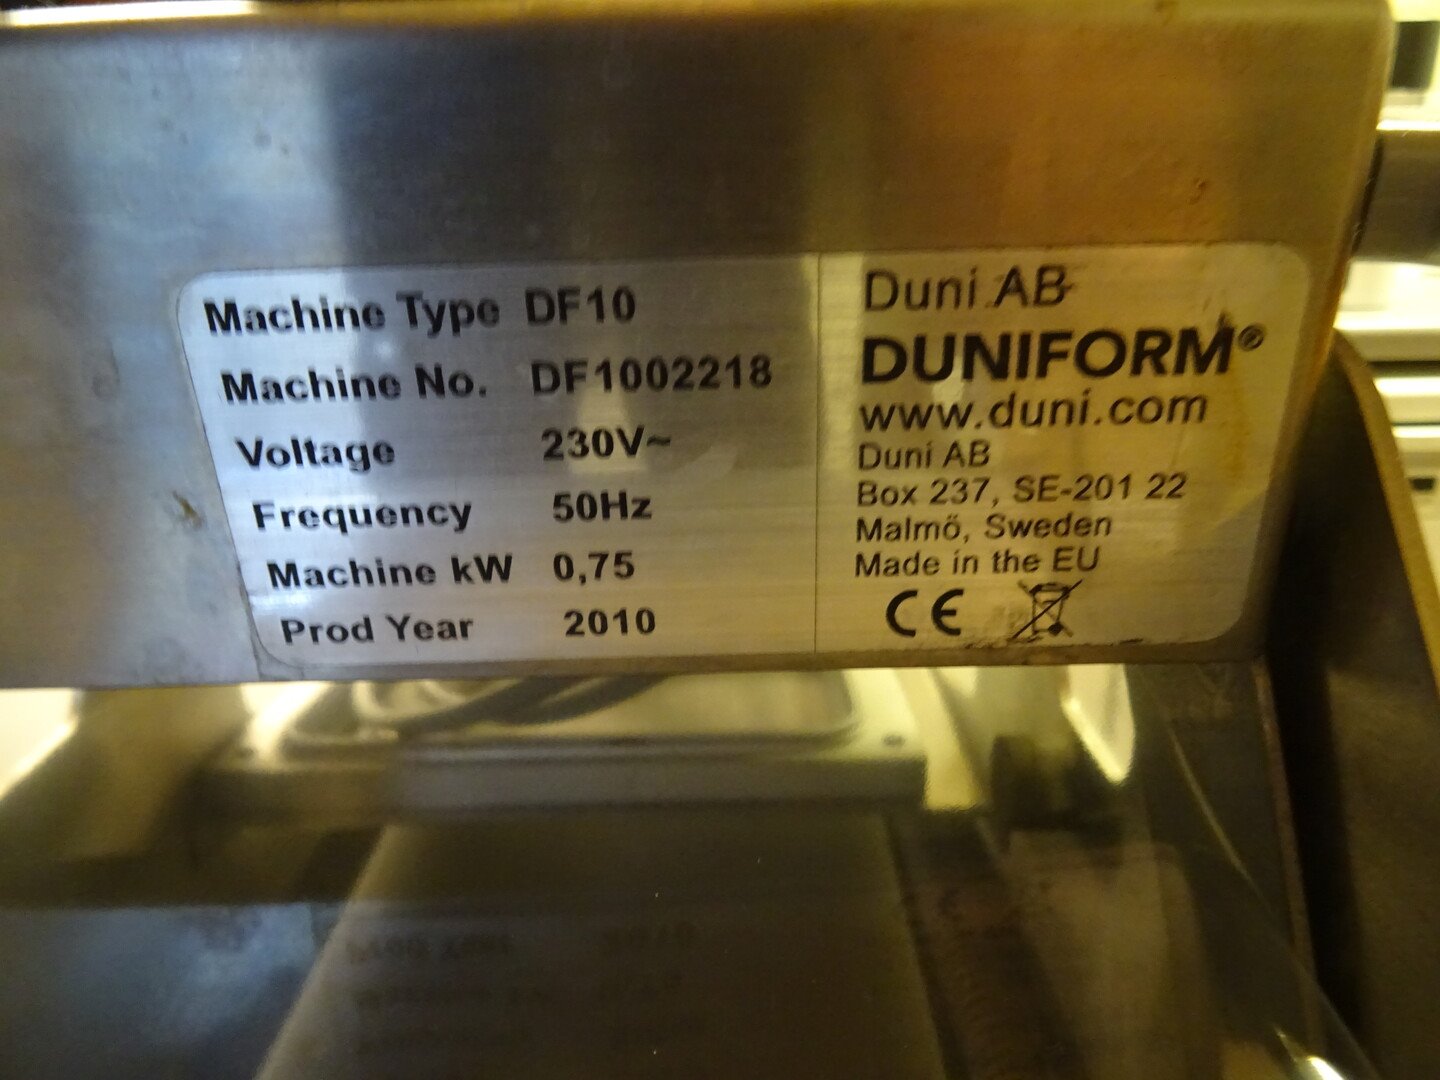 Machine Type DF10
Machine No. DF1002218
Voltage 230V~
Frequency 50Hz
Machine kW 0,75
Prod Year 2010
Duni AB
DUNIFORM®
www.duni.com
Duni AB
Box 237, SE-201 22
Malmö, Sweden
Made in the EU
CE